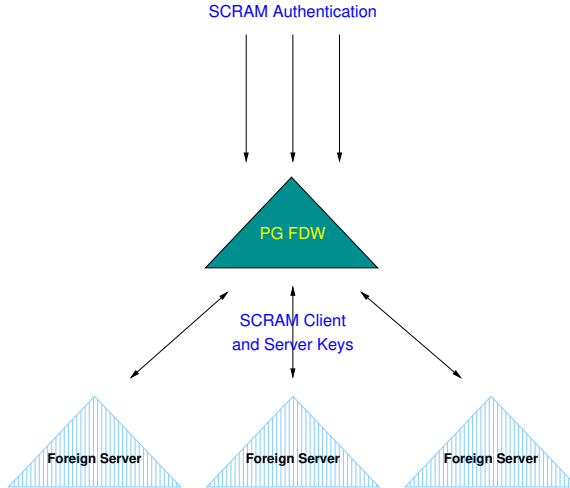 SCRAM Authentication
PG FDW
SCRAM Client
and Server Keys
Foreign Server
Foreign Server
Foreign Server